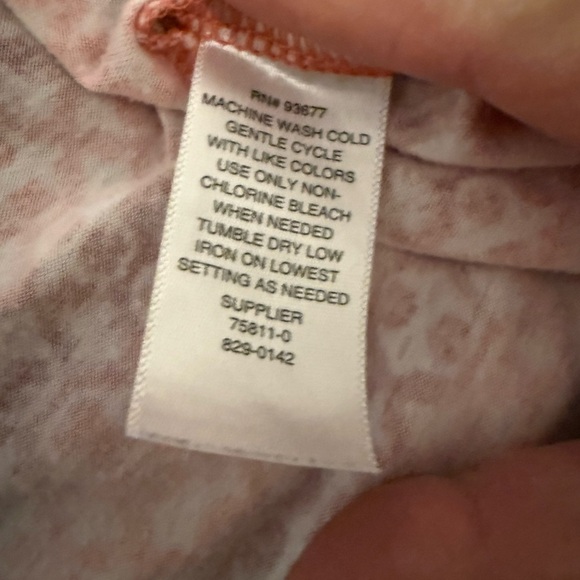 RN# 93677
MACHINE WASH COLD
GENTLE CYCLE
WITH LIKE COLORS
USE ONLY NON-
CHLORINE BLEACH
WHEN NEEDED
TUMBLE DRY LOW
IRON ON LOWEST
SETTING AS NEEDED
SUPPLIER
75811-0
829-0142